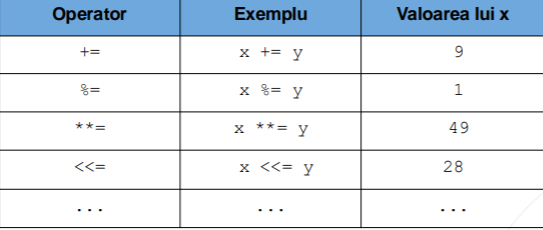 Operator Exemplu Valoarea lui x
+= x += y 9
%= x %= y 1
**= x **= y 49
<<= x <<= y 28
... ... ...